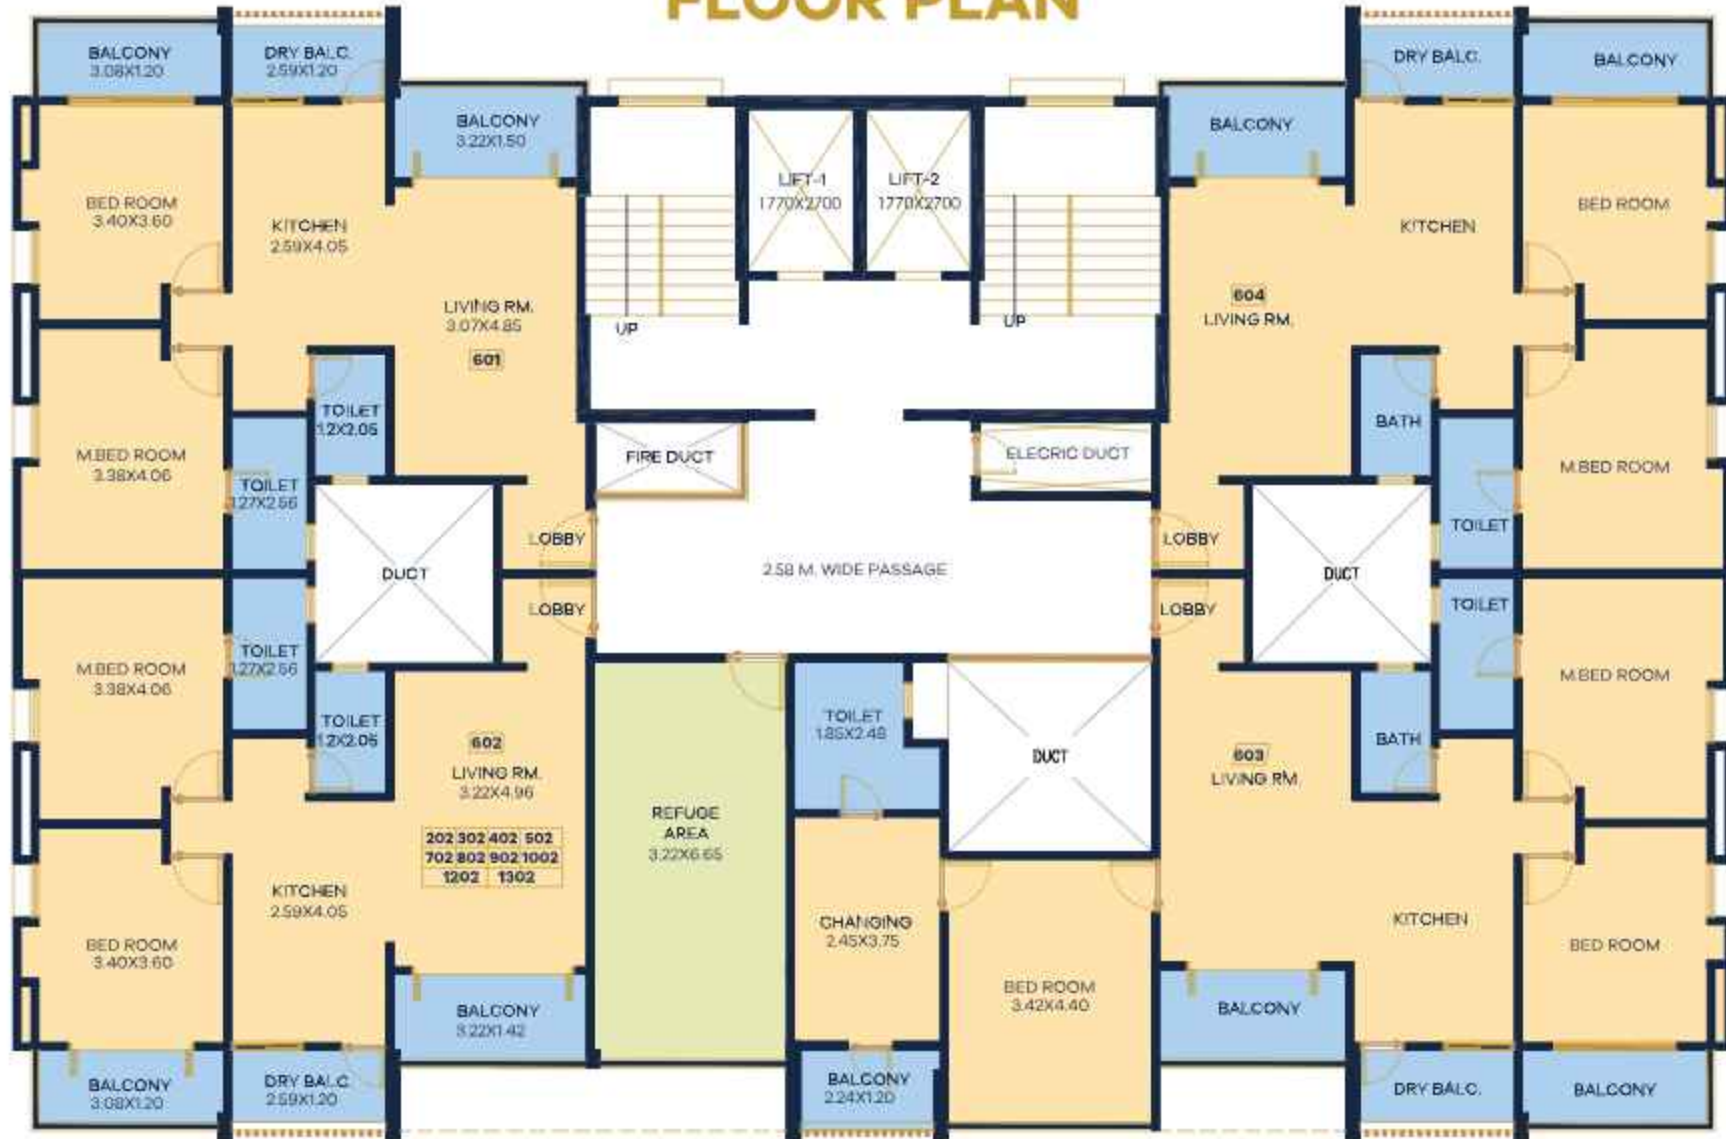 FLOOR PLAN
BALCONY
3.08X1.20
DRY BALC.
2.59X1.20
BALCONY
3.22X1.50
LIFT-1
1770X2700
LIFT-2
1770X2700
BALCONY
DRY BALC.
BALCONY
BED ROOM
3.40X3.60
KITCHEN
2.59X4.05
LIVING RM.
3.07X4.85
601
UP
UP
604
LIVING RM.
KITCHEN
BED ROOM
M.BED ROOM
3.38X4.06
TOILET
1.2X2.05
TOILET
1.27X2.56
DUCT
LOBBY
FIRE DUCT
ELECRIC DUCT
LOBBY
BATH
TOILET
DUCT
M.BED ROOM
2.58 M. WIDE PASSAGE
M.BED ROOM
3.38X4.06
TOILET
1.27X2.56
TOILET
1.2X2.05
LOBBY
LOBBY
TOILET
BATH
M.BED ROOM
602
LIVING RM.
3.22X4.96
202 302 402 502
702 802 902 1002
1202 1302
REFUGE
AREA
3.22X6.65
TOILET
1.85X2.48
DUCT
603
LIVING RM.
BED ROOM
3.40X3.60
KITCHEN
2.59X4.05
CHANGING
2.45X3.75
BED ROOM
3.42X4.40
KITCHEN
BED ROOM
BALCONY
3.08X1.20
DRY BALC.
2.59X1.20
BALCONY
3.22X1.42
BALCONY
2.24X1.20
BALCONY
DRY BALC.
BALCONY